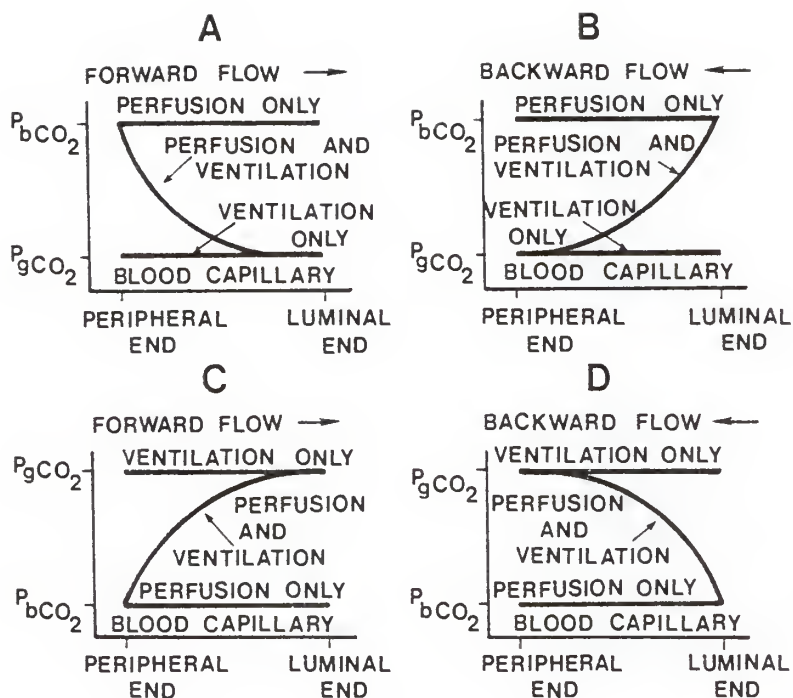 A
FORWARD FLOW →
PERFUSION ONLY
PbCO2
PERFUSION AND
VENTILATION
VENTILATION
ONLY
PgCO2
BLOOD CAPILLARY
PERIPHERAL END
LUMINAL END
B
BACKWARD FLOW ←
PERFUSION ONLY
PbCO2
PERFUSION AND
VENTILATION
VENTILATION
ONLY
PgCO2
BLOOD CAPILLARY
PERIPHERAL END
LUMINAL END
C
FORWARD FLOW →
VENTILATION ONLY
PgCO2
PERFUSION
AND
VENTILATION
PERFUSION ONLY
PbCO2
BLOOD CAPILLARY
PERIPHERAL END
LUMINAL END
D
BACKWARD FLOW ←
VENTILATION ONLY
PgCO2
PERFUSION
AND
VENTILATION
PERFUSION ONLY
PbCO2
BLOOD CAPILLARY
PERIPHERAL END
LUMINAL END